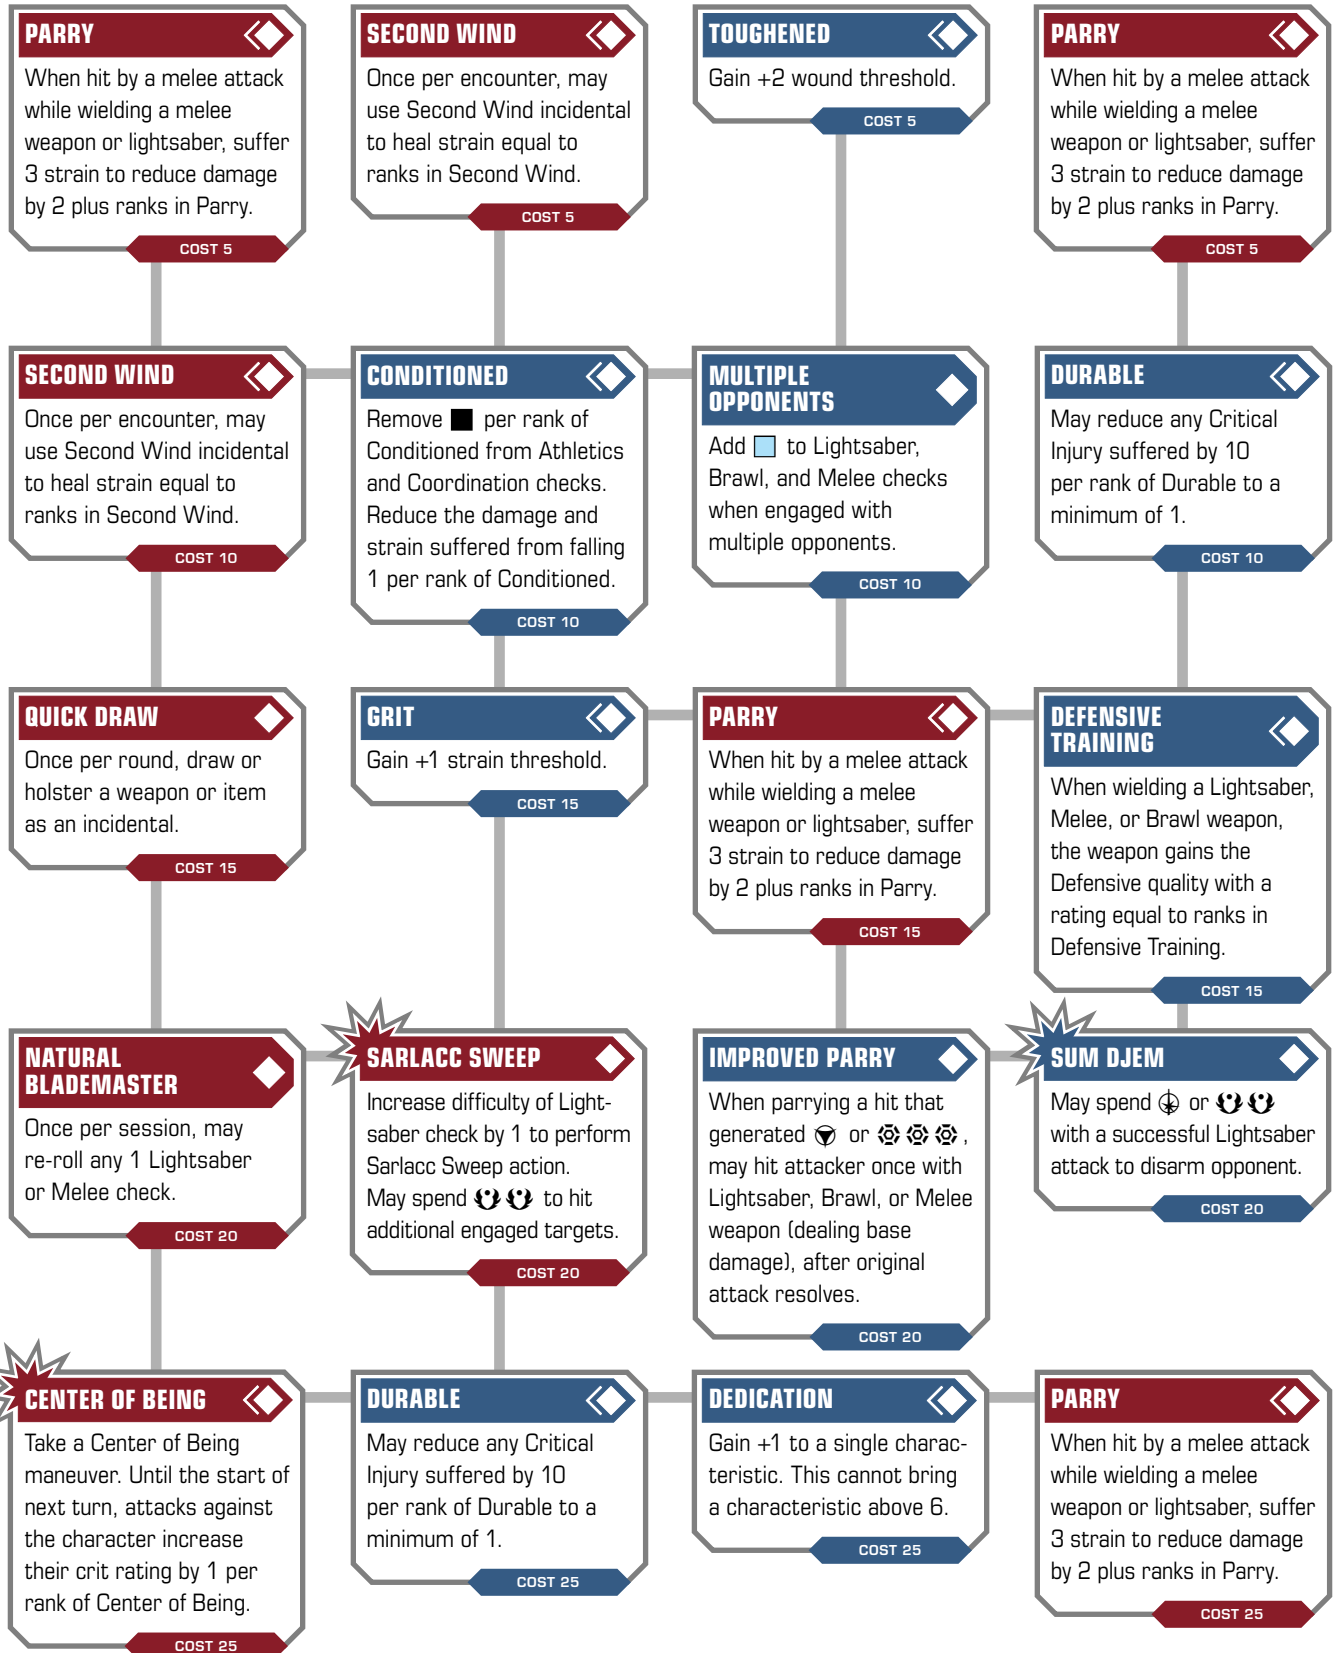 PARRY
When hit by a melee attack
while wielding a melee
weapon or lightsaber, suffer
3 strain to reduce damage
by 2 plus ranks in Parry.
COST 5
SECOND WIND
Once per encounter, may
use Second Wind incidental
to heal strain equal to
ranks in Second Wind.
COST 5
TOUGHENED
Gain +2 wound threshold.
COST 5
PARRY
When hit by a melee attack
while wielding a melee
weapon or lightsaber, suffer
3 strain to reduce damage
by 2 plus ranks in Parry.
COST 5
SECOND WIND
Once per encounter, may
use Second Wind incidental
to heal strain equal to
ranks in Second Wind.
COST 10
CONDITIONED
Remove per rank of
Conditioned from Athletics
and Coordination checks.
Reduce the damage and
strain suffered from falling
1 per rank of Conditioned.
COST 10
MULTIPLE
OPPONENTS
Add to Lightsaber,
Brawl, and Melee checks
when engaged with
multiple opponents.
COST 10
DURABLE
May reduce any Critical
Injury suffered by 10
per rank of Durable to a
minimum of 1.
COST 10
QUICK DRAW
Once per round, draw or
holster a weapon or item
as an incidental.
COST 15
GRIT
Gain +1 strain threshold.
COST 15
PARRY
When hit by a melee attack
while wielding a melee
weapon or lightsaber, suffer
3 strain to reduce damage
by 2 plus ranks in Parry.
COST 15
DEFENSIVE
TRAINING
When wielding a Lightsaber,
Melee, or Brawl weapon,
the weapon gains the
Defensive quality with a
rating equal to ranks in
Defensive Training.
COST 15
NATURAL
BLADEMASTER
Once per session, may
re-roll any 1 Lightsaber
or Melee check.
COST 20
SARLACC SWEEP
Increase difficulty of Light-
saber check by 1 to perform
Sarlacc Sweep action.
May spend to hit
additional engaged targets.
COST 20
IMPROVED PARRY
When parrying a hit that
generated or ,
may hit attacker once with
Lightsaber, Brawl, or Melee
weapon (dealing base
damage), after original
attack resolves.
COST 20
SUM DJEM
May spend or
with a successful Lightsaber
attack to disarm opponent.
COST 20
CENTER OF BEING
Take a Center of Being
maneuver. Until the start of
next turn, attacks against
the character increase
their crit rating by 1 per
rank of Center of Being.
COST 25
DURABLE
May reduce any Critical
Injury suffered by 10
per rank of Durable to a
minimum of 1.
COST 25
DEDICATION
Gain +1 to a single charac-
teristic. This cannot bring
a characteristic above 6.
COST 25
PARRY
When hit by a melee attack
while wielding a melee
weapon or lightsaber, suffer
3 strain to reduce damage
by 2 plus ranks in Parry.
COST 25